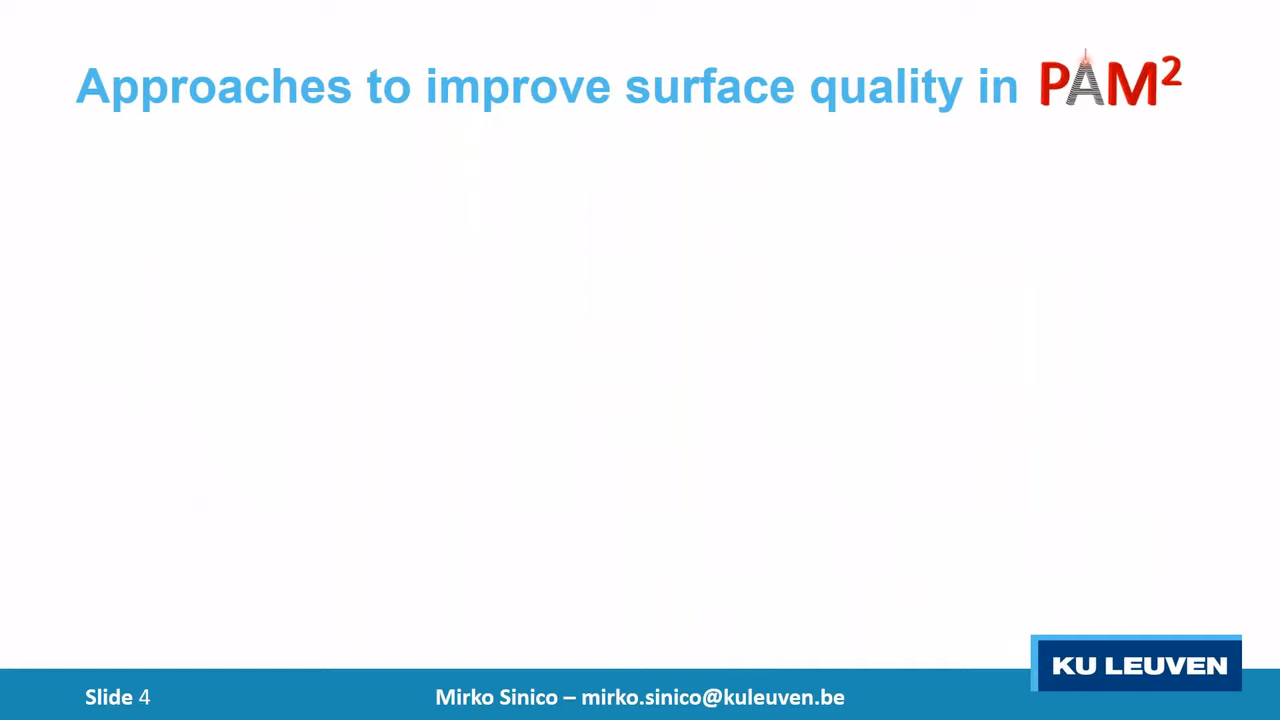 Approaches to improve surface quality in PAM²
KU LEUVEN
Slide 4 Mirko Sinico – mirko.sinico@kuleuven.be